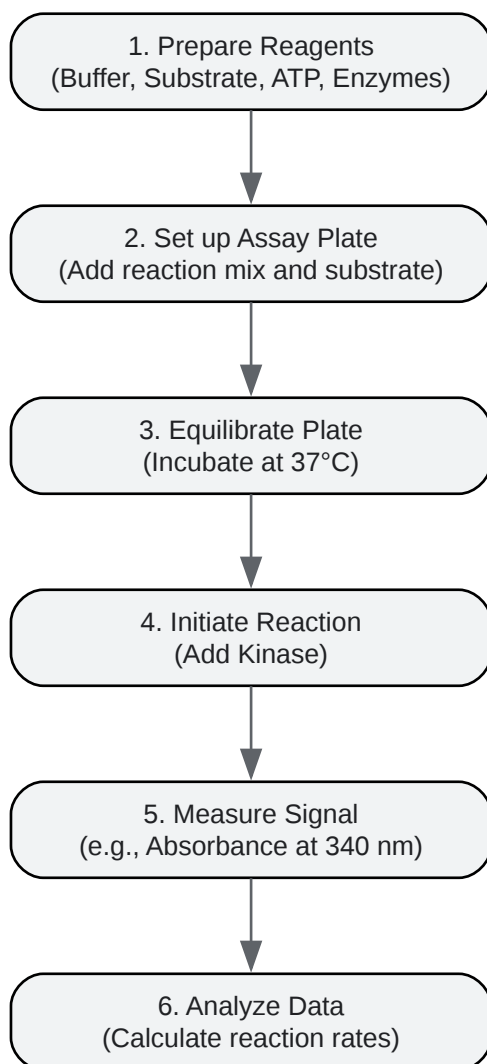 1. Prepare Reagents
(Buffer, Substrate, ATP, Enzymes)
2. Set up Assay Plate
(Add reaction mix and substrate)
3. Equilibrate Plate
(Incubate at 37°C)
4. Initiate Reaction
(Add Kinase)
5. Measure Signal
(e.g., Absorbance at 340 nm)
6. Analyze Data
(Calculate reaction rates)